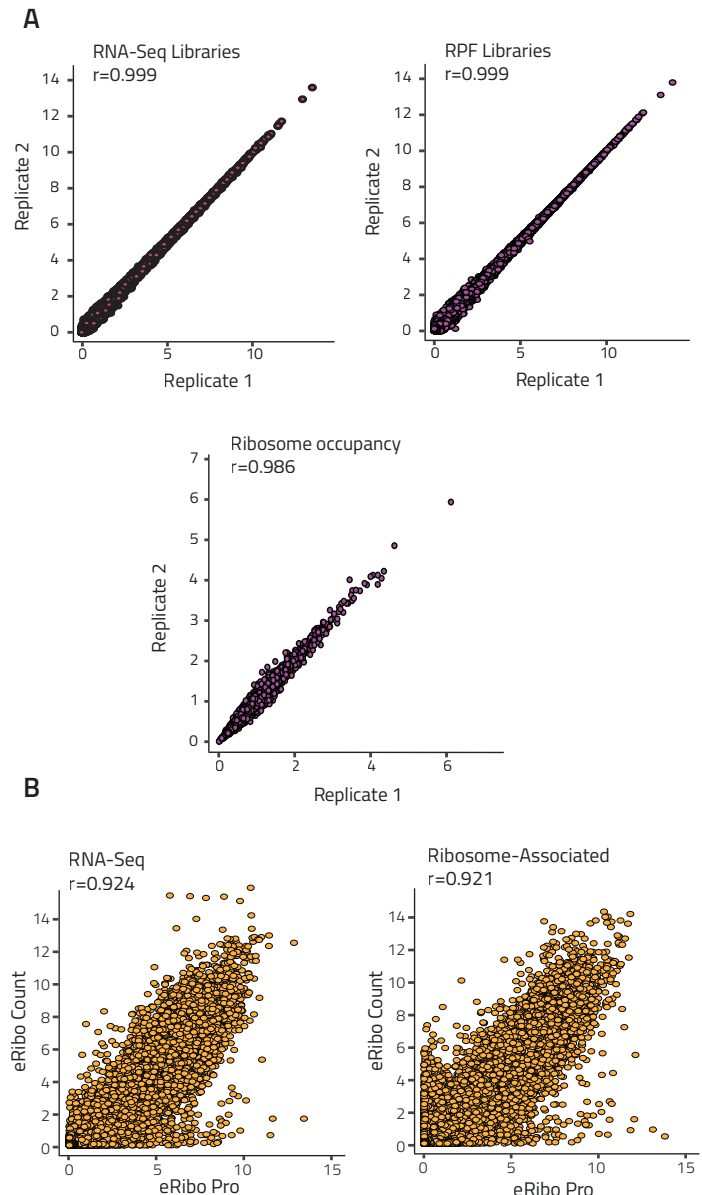 A
RNA-Seq Libraries
r=0.999
14
12
10
8
6
4
2
0
Replicate 2
0 5 10
Replicate 1
RPF Libraries
r=0.999
14
12
10
8
6
4
2
0
Replicate 2
0 5 10
Replicate 1
Ribosome occupancy
r=0.986
7
6
5
4
3
2
1
0
Replicate 2
0 2 4 6
Replicate 1
B
RNA-Seq
r=0.924
14
12
10
8
6
4
2
0
eRibo Count
0 5 10 15
eRibo Pro
Ribosome-Associated
r=0.921
14
12
10
8
6
4
2
0
eRibo Count
0 5 10 15
eRibo Pro